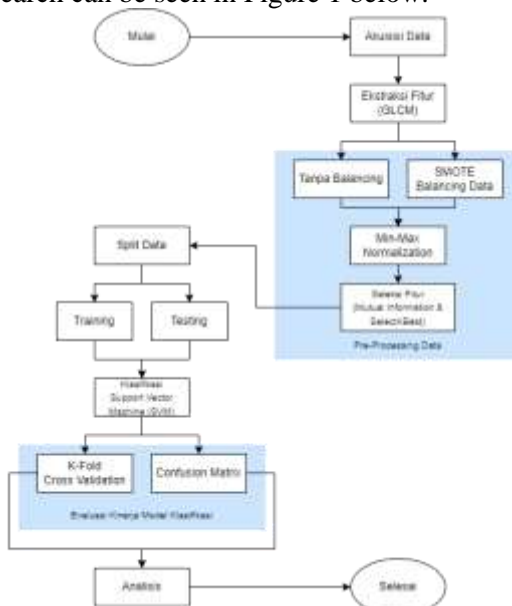 search can be seen in Figure 1 below.
Mulai
Akuisisi Data
Ekstraksi Fitur
(GLCM)
Tanpa Balancing
SMOTE
Balancing Data
Min-Max
Normalization
Seleksi Fitur
(Mutual Information &
SelectKBest)
Pre-Processing Data
Split Data
Training
Testing
Klasifikasi
Support Vector
Machine (SVM)
K-Fold
Cross Validation
Confusion Matrix
Evaluasi Kinerja Model Klasifikasi
Analisis
Selesai